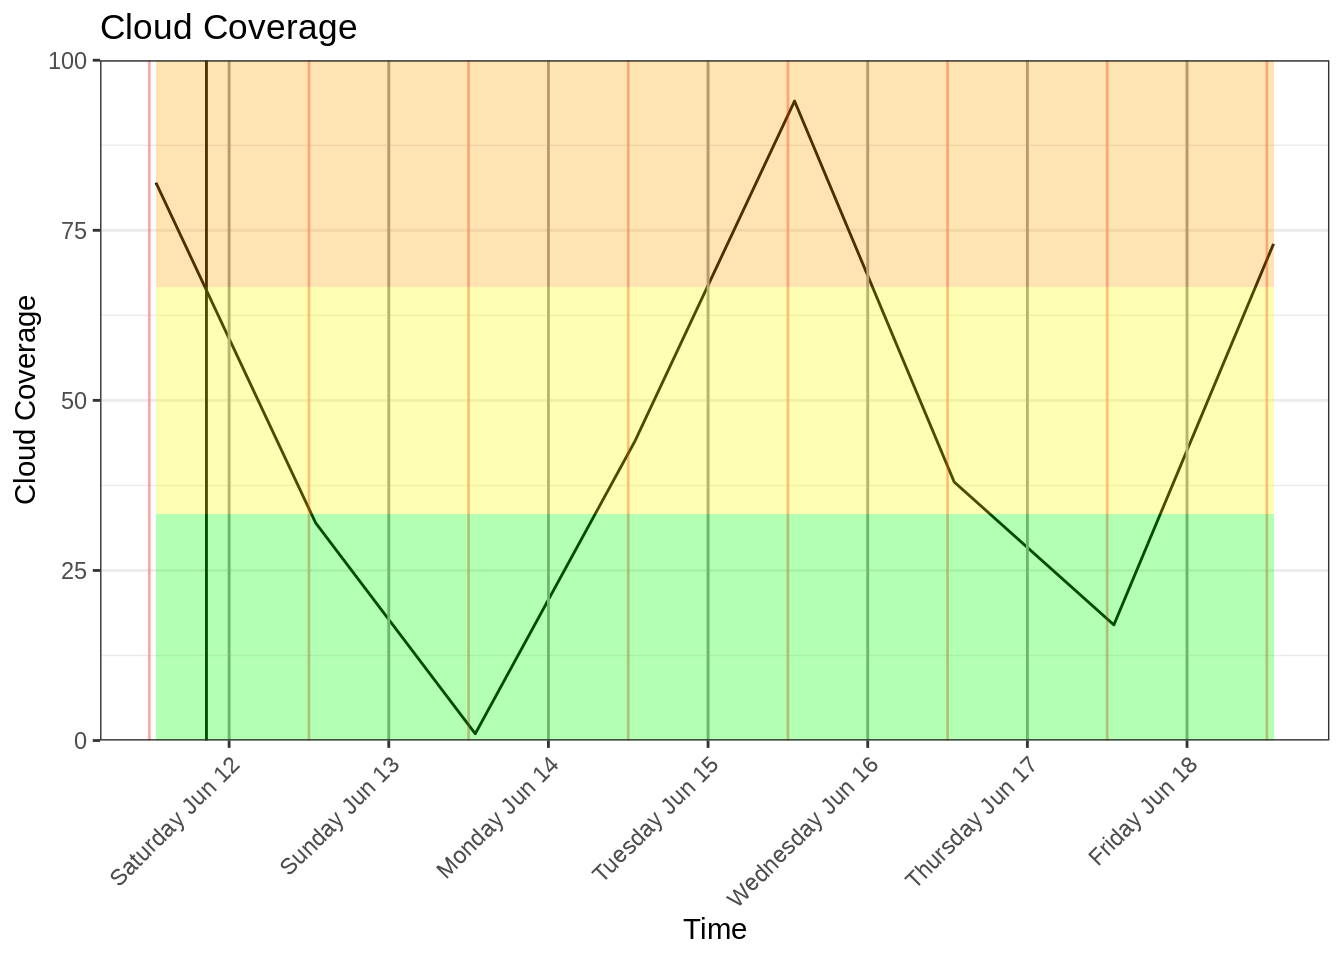 Cloud Coverage
Cloud Coverage
100
75
50
25
0
Saturday Jun 12
Sunday Jun 13
Monday Jun 14
Tuesday Jun 15
Wednesday Jun 16
Thursday Jun 17
Friday Jun 18
Time